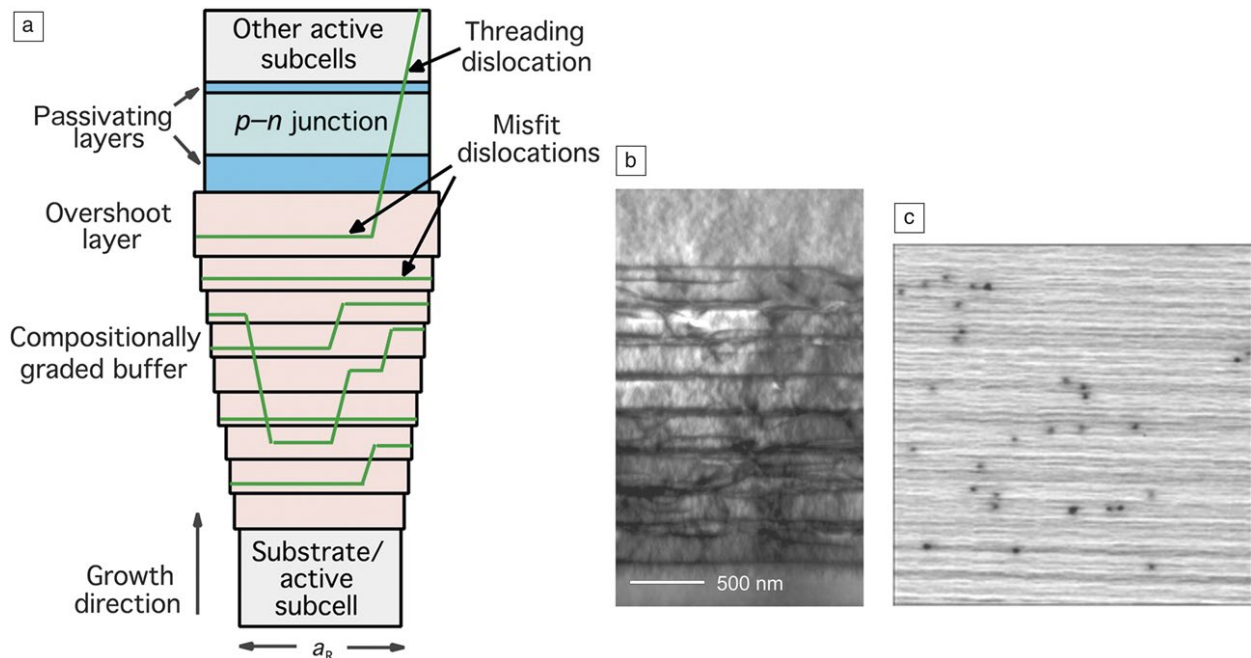 a
Other active
subcells
Threading
dislocation
Passivating
layers
p–n junction
Misfit
dislocations
Overshoot
layer
Compositionally
graded buffer
Growth
direction
Substrate/
active
subcell
aR
b
500 nm
c